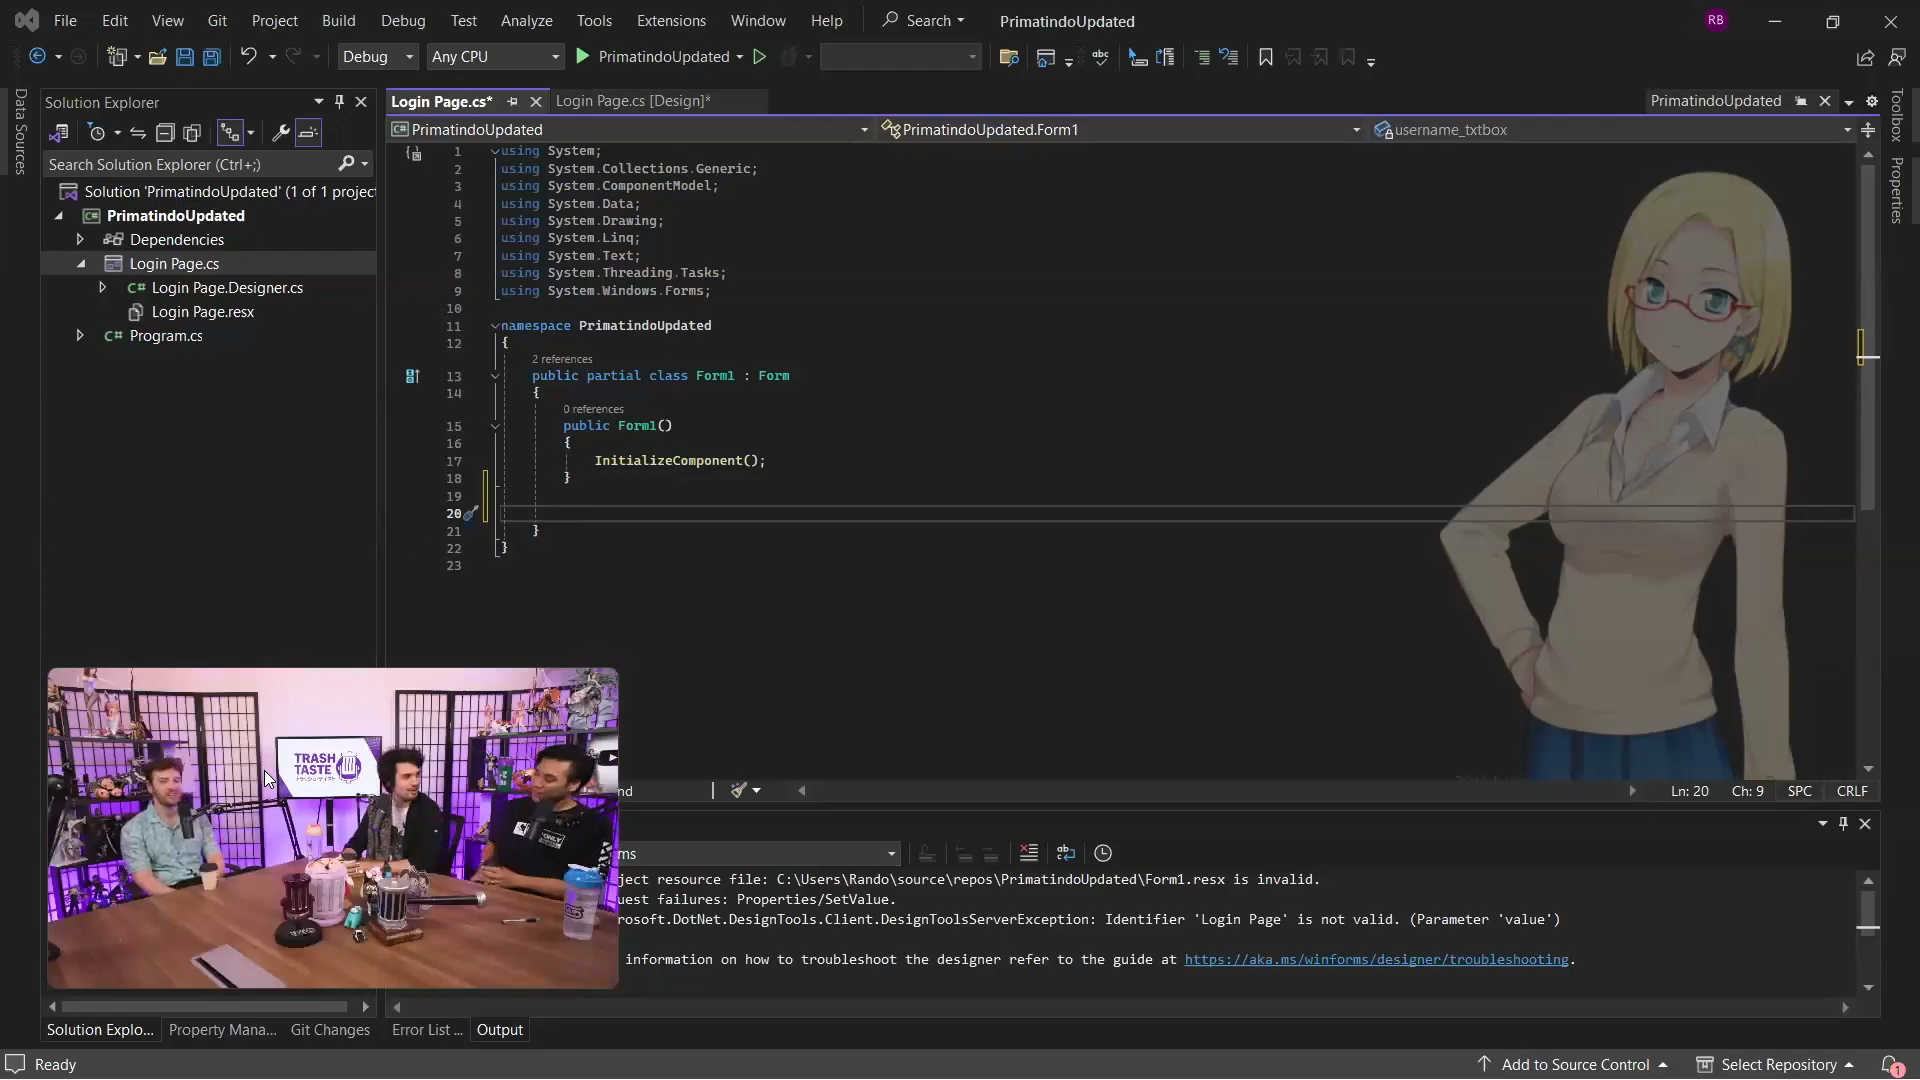 File Edit View Git Project Build Debug Test Analyze Tools Extensions Window Help Search PrimatindoUpdated RB
Debug Any CPU PrimatindoUpdated
Data Sources
Solution Explorer
Search Solution Explorer (Ctrl+;)
Solution 'PrimatindoUpdated' (1 of 1 project
PrimatindoUpdated
Dependencies
Login Page.cs
C# Login Page.Designer.cs
Login Page.resx
C# Program.cs
Login Page.cs* Login Page.cs [Design]* PrimatindoUpdated
PrimatindoUpdated PrimatindoUpdated.Form1 username_txtbox
1 using System;
2 using System.Collections.Generic;
3 using System.ComponentModel;
4 using System.Data;
5 using System.Drawing;
6 using System.Linq;
7 using System.Text;
8 using System.Threading.Tasks;
9 using System.Windows.Forms;
10
11 namespace PrimatindoUpdated
12 {
2 references
13 public partial class Form1 : Form
14 {
0 references
15 public Form1()
16 {
17 InitializeComponent();
18 }
19
20
21 }
22 }
23
Toolbox
Properties
TRASH
TASTE
nd Ln: 20 Ch: 9 SPC CRLF
ms
ject resource file: C:\Users\Rando\source\repos\PrimatindoUpdated\Form1.resx is invalid.
uest failures: Properties/SetValue.
rosoft.DotNet.DesignTools.Client.DesignToolsServerException: Identifier 'Login Page' is not valid. (Parameter 'value')
information on how to troubleshoot the designer refer to the guide at https://aka.ms/winforms/designer/troubleshooting.
Solution Explo... Property Mana... Git Changes Error List ... Output
Ready Add to Source Control Select Repository 1